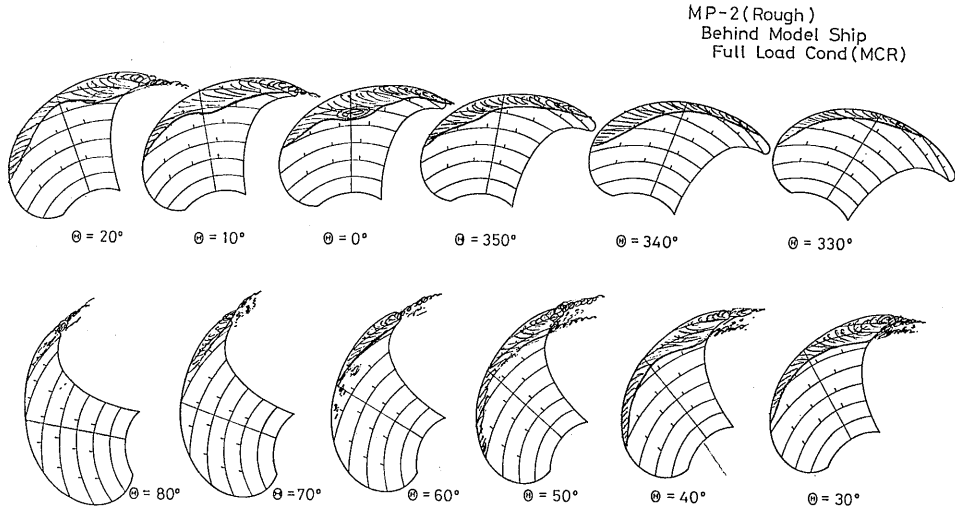 MP-2(Rough)
Behind Model Ship
Full Load Cond(MCR)
Θ = 20°
Θ = 10°
Θ = 0°
Θ = 350°
Θ = 340°
Θ = 330°
Θ = 80°
Θ = 70°
Θ = 60°
Θ = 50°
Θ = 40°
Θ = 30°